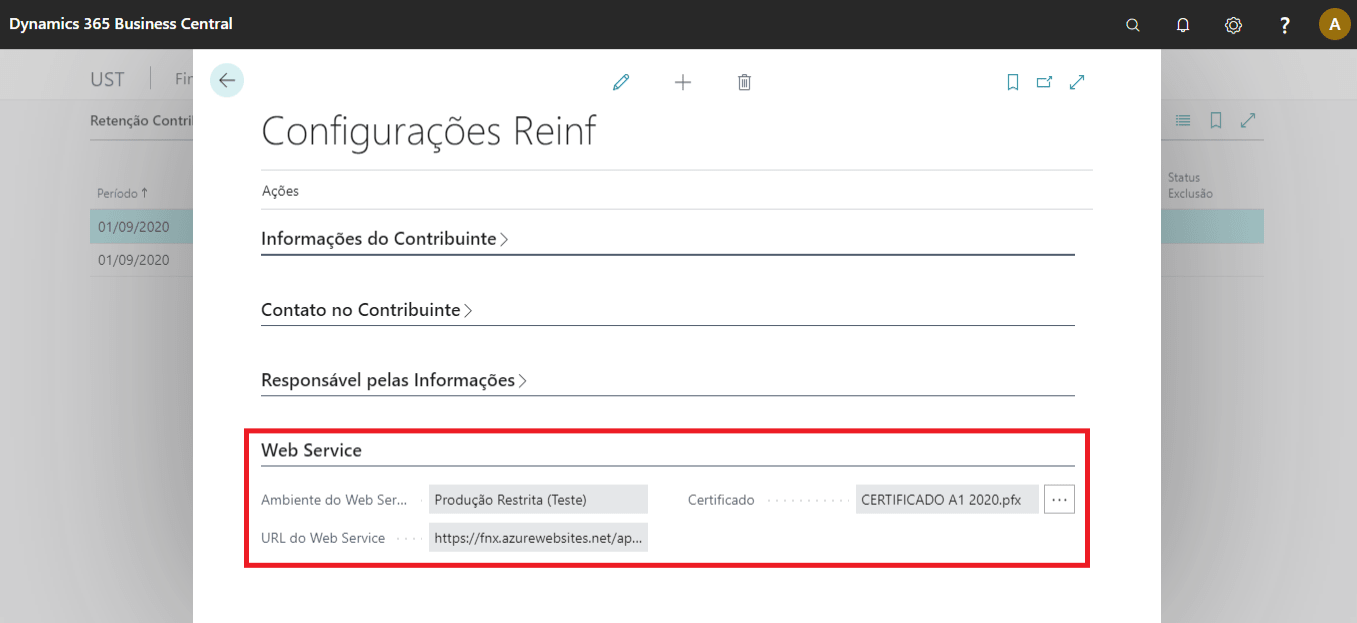 Dynamics 365 Business Central
A
UST
Fin
Retenção Contri
Período ↑
Status
Exclusão
01/09/2020
01/09/2020
Configurações Reinf
Ações
Informações do Contribuinte
Contato no Contribuinte
Responsável pelas Informações
Web Service
Ambiente do Web Ser...
Produção Restrita (Teste)
Certificado
CERTIFICADO A1 2020.pfx
...
URL do Web Service
https://fnx.azurewebsites.net/ap...